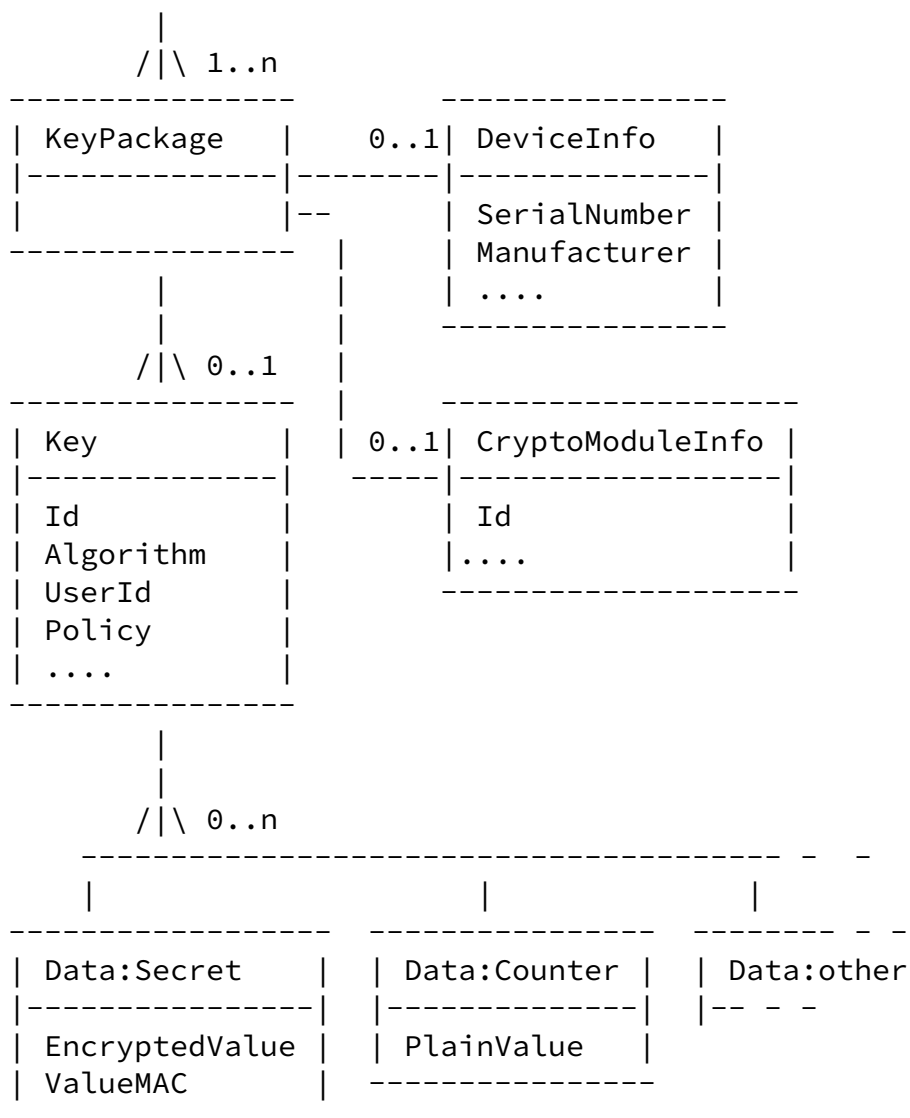 1..n
KeyPackage 0..1 DeviceInfo
SerialNumber
Manufacturer
....
0..1
Key 0..1 CryptoModuleInfo
Id Id
Algorithm ....
UserId
Policy
....
0..n
Data:Secret Data:Counter Data:other
EncryptedValue PlainValue
ValueMAC